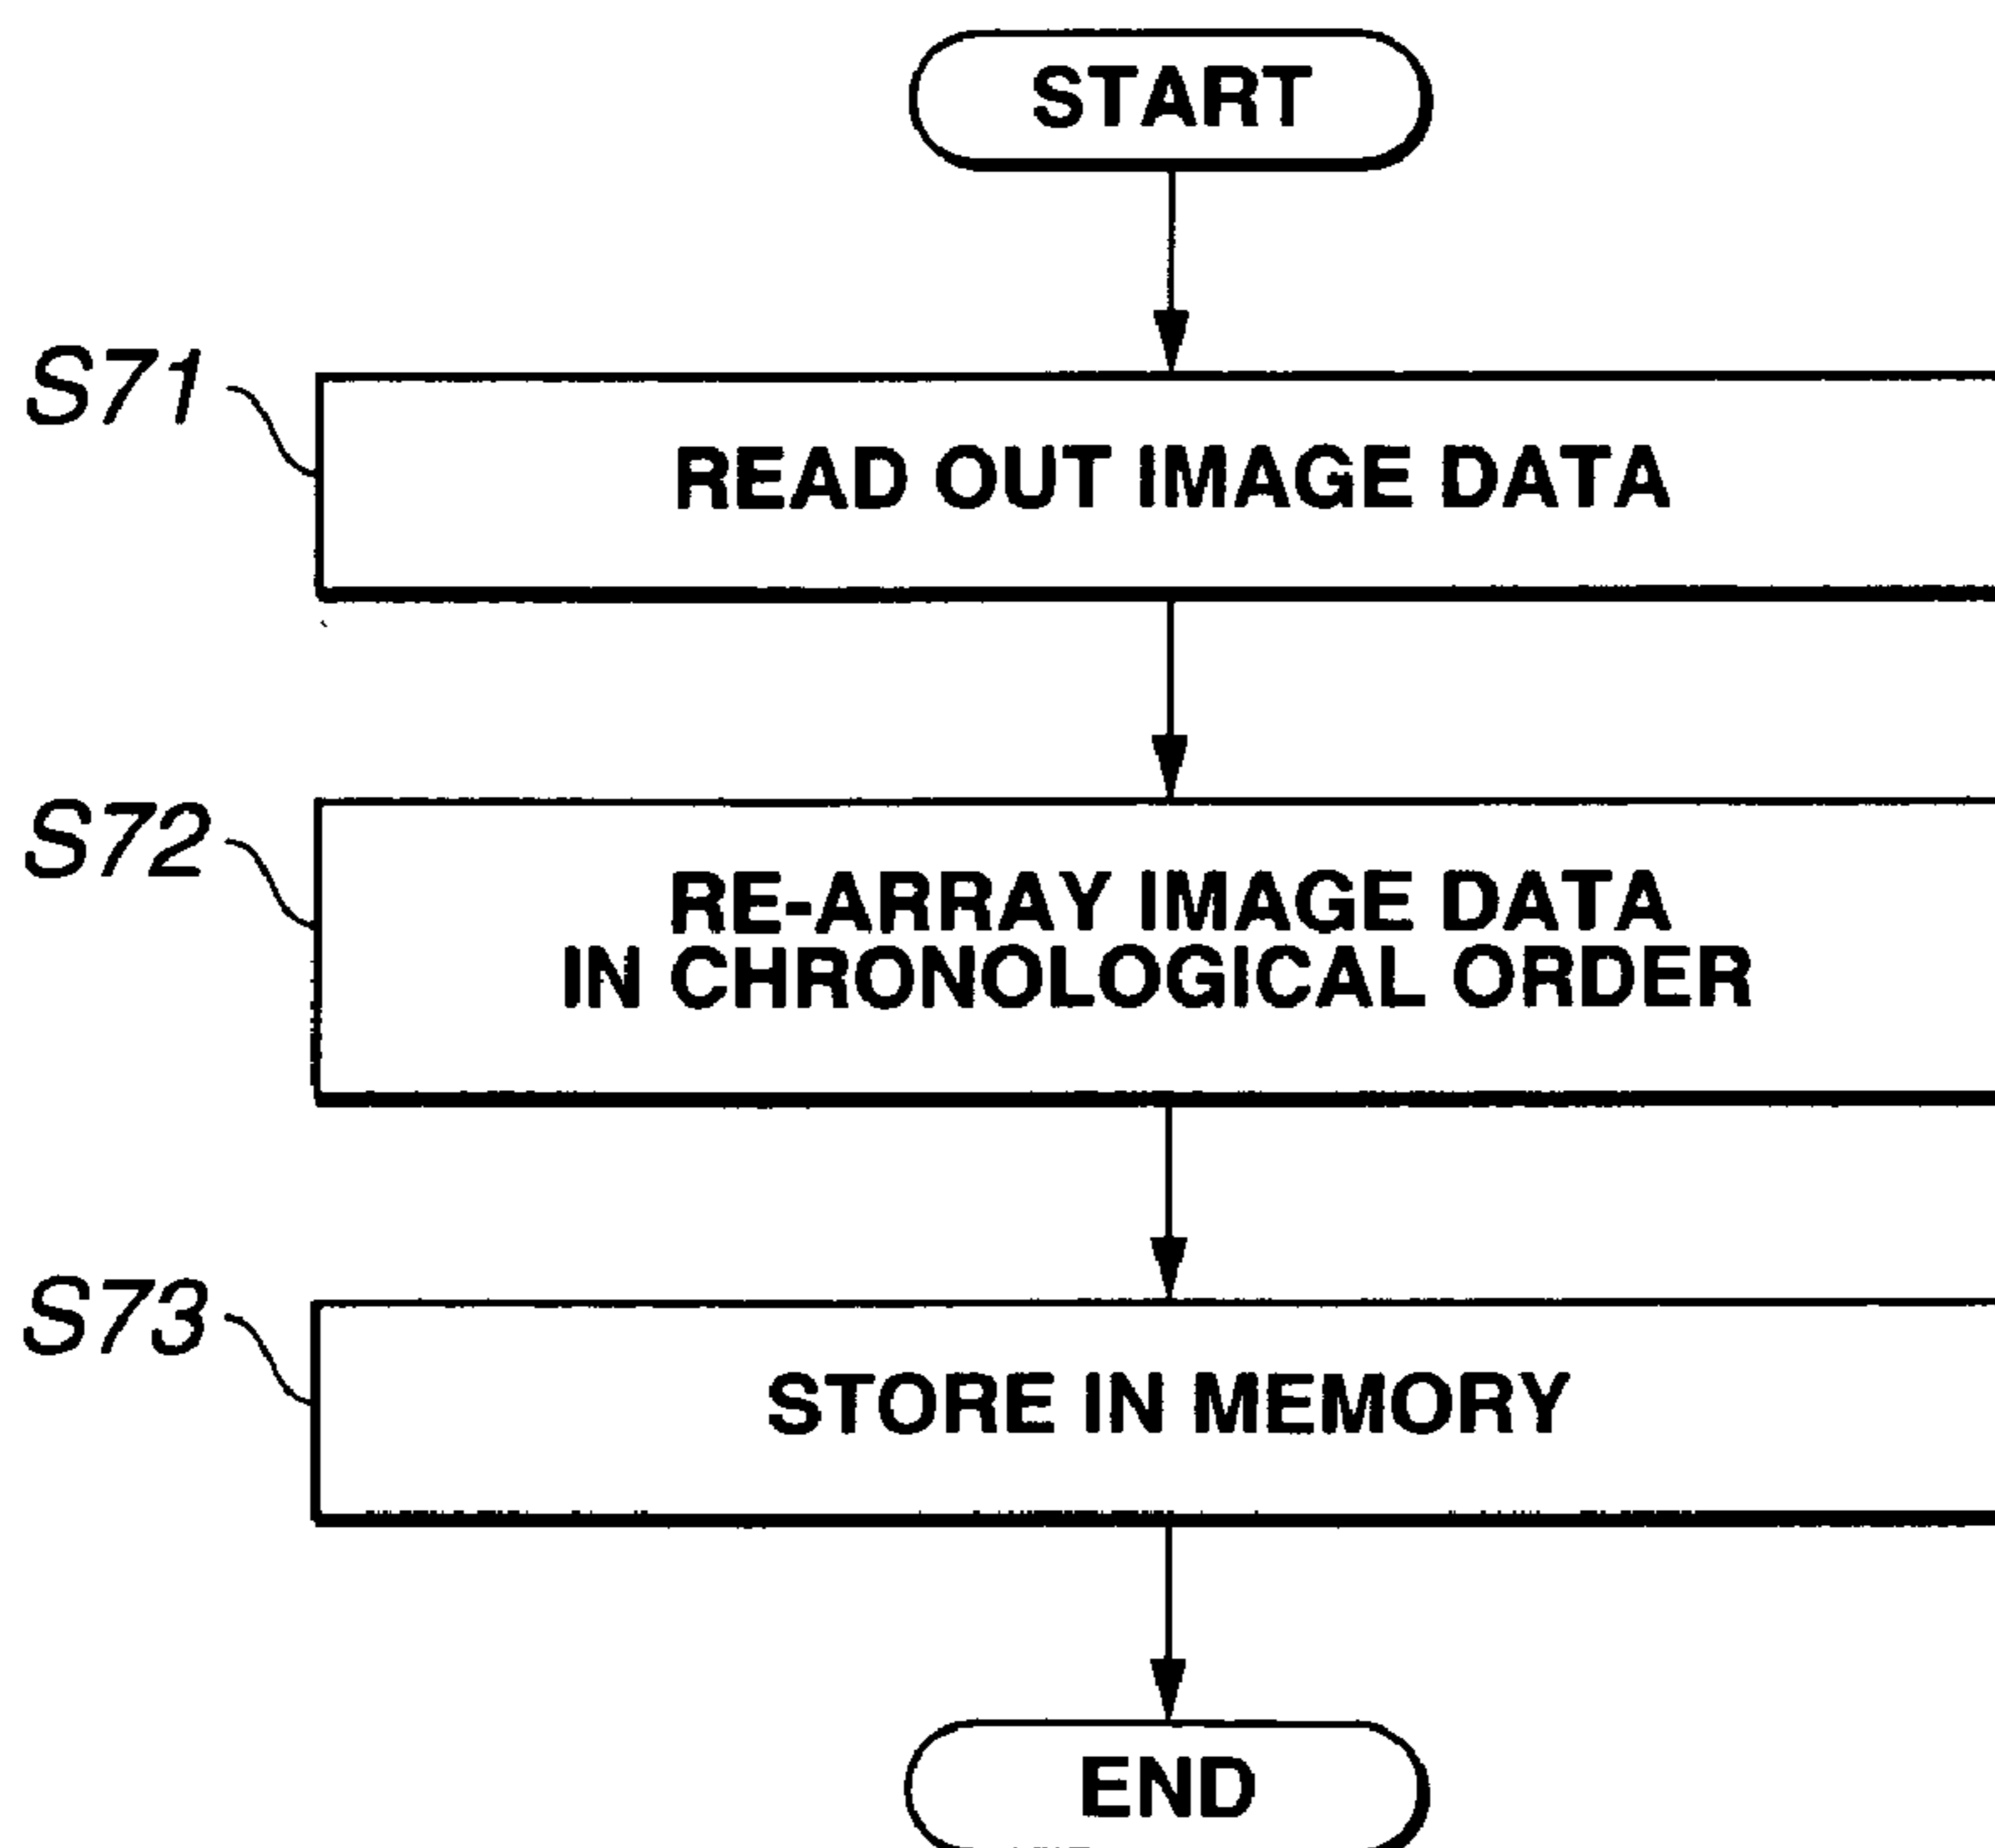 START
S71
READ OUT IMAGE DATA
S72
RE-ARRAY IMAGE DATA
IN CHRONOLOGICAL ORDER
S73
STORE IN MEMORY
END